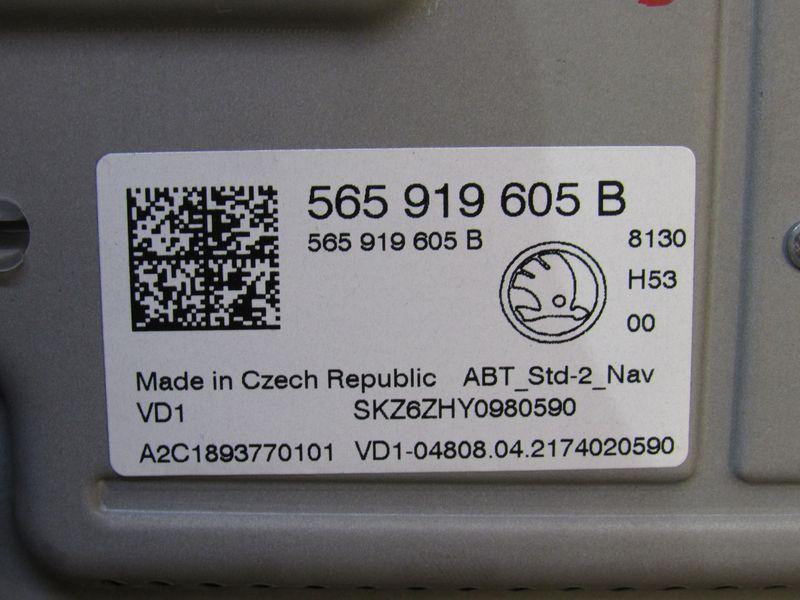 565 919 605 B
565 919 605 B
8130
H53
00
Made in Czech Republic ABT_Std-2_Nav
VD1 SKZ6ZHY0980590
A2C1893770101 VD1-04808.04.2174020590